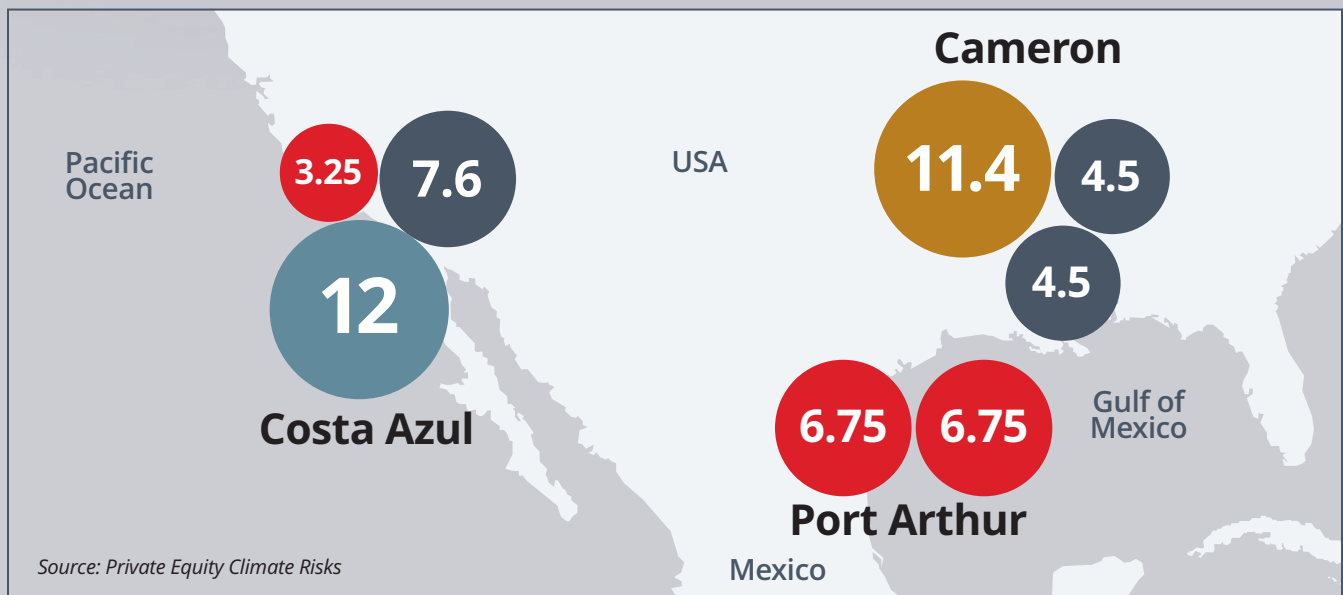 Cameron
Pacific
Ocean
3.25
7.6
USA
11.4
4.5
12
4.5
Costa Azul
6.75
6.75
Gulf of
Mexico
Port Arthur
Source: Private Equity Climate Risks
Mexico